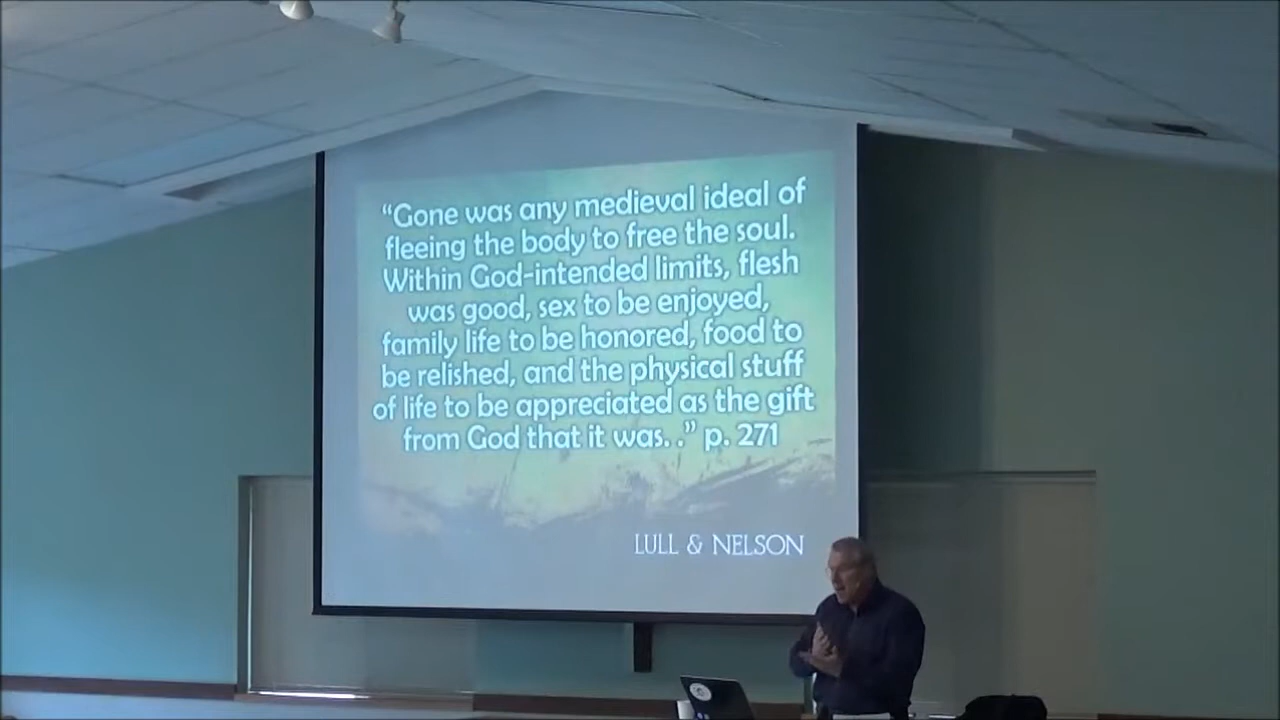 “Gone was any medieval ideal of
fleeing the body to free the soul.
Within God-intended limits, flesh
was good, sex to be enjoyed,
family life to be honored, food to
be relished, and the physical stuff
of life to be appreciated as the gift
from God that it was. .” p. 271
LULL & NELSON